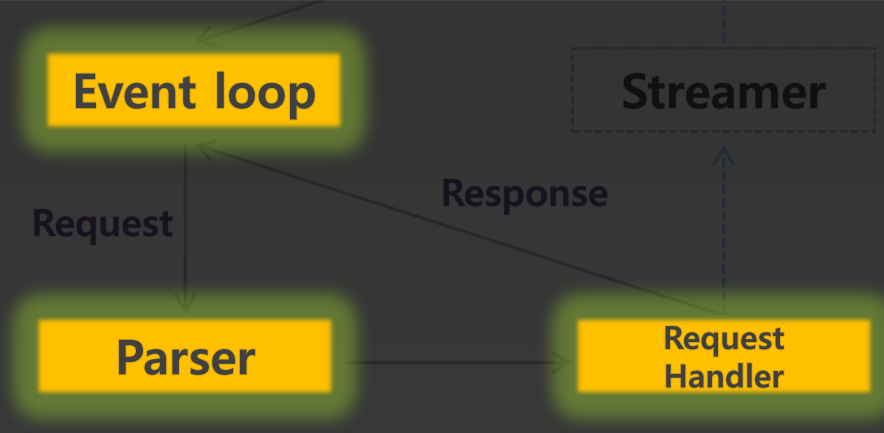 Event loop
Streamer
Response
Request
Parser
Request
Handler